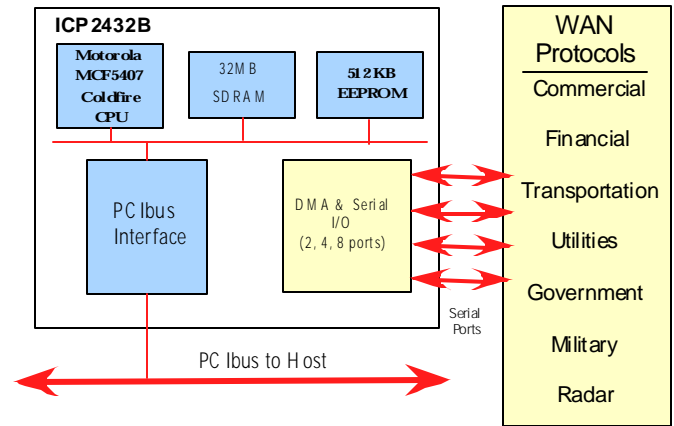 ICP2432B
Motorola
MCF5407
Coldfire
CPU
32MB
SDRAM
512KB
EEPROM
PCIbus
Interface
DMA & Serial
I/O
(2, 4, 8 ports)
Serial
Ports
PCIbus to Host
WAN
Protocols
Commercial
Financial
Transportation
Utilities
Government
Military
Radar